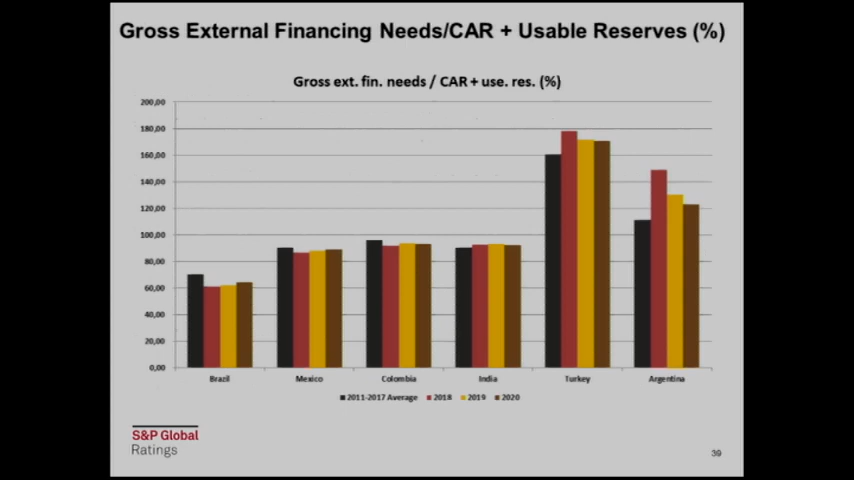 Gross External Financing Needs/CAR + Usable Reserves (%)
Gross ext. fin. needs / CAR + use. res. (%)
200,00
180,00
160,00
140,00
120,00
100,00
80,00
60,00
40,00
20,00
0,00
Brazil Mexico Colombia India Turkey Argentina
2011-2017 Average 2018 2019 2020
S&P Global
Ratings
39